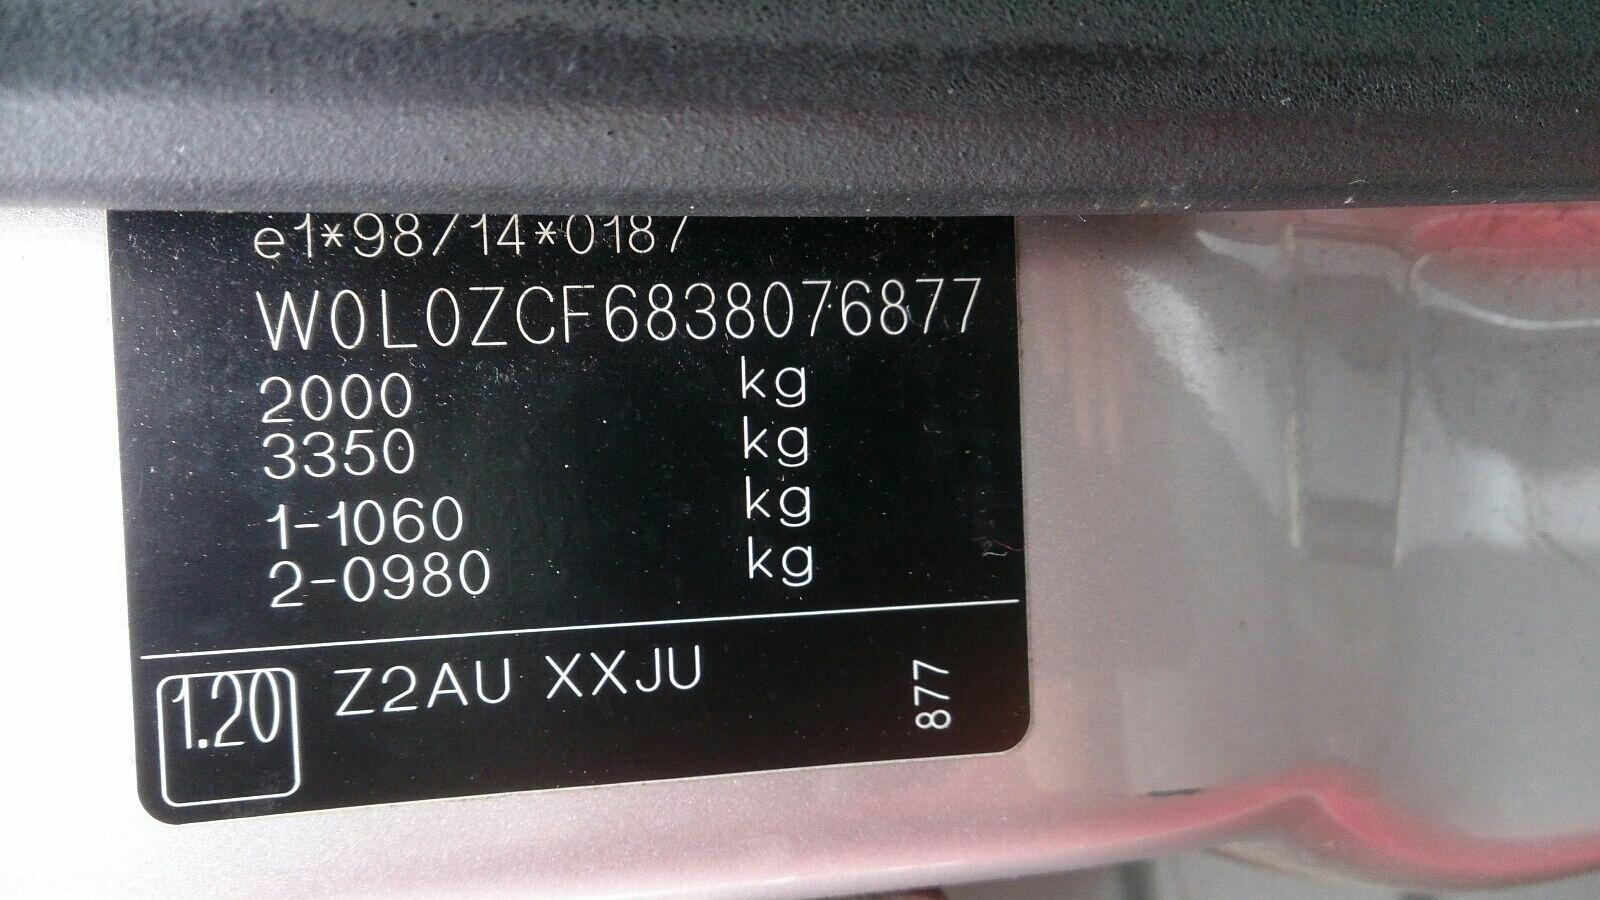 e1*98/14*0187
W0L0ZCF6838076877
2000 kg
3350 kg
1-1060 kg
2-0980 kg
1.20 Z2AU XXJU 877